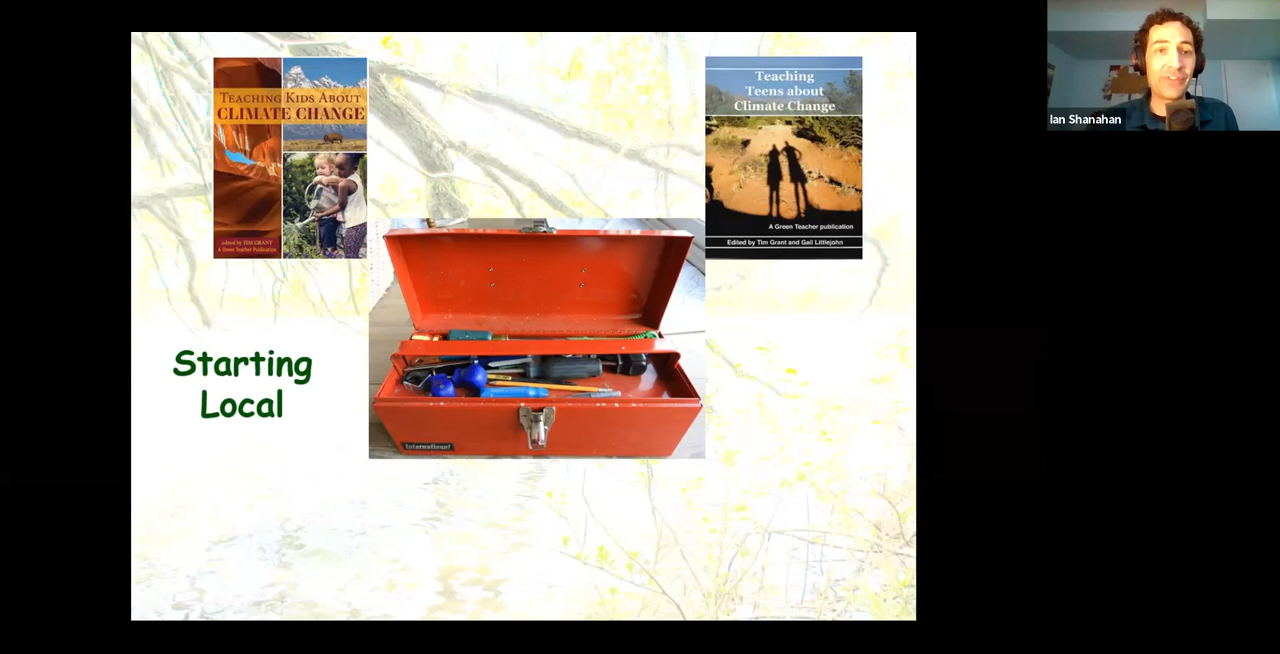 TEACHING KIDS ABOUT
CLIMATE CHANGE
edited by TIM GRANT
A Green Teacher Publication
Teaching
Teens about
Climate Change
A Green Teacher publication
Edited by Tim Grant and Gail Littlejohn
Starting
Local
International
Ian Shanahan